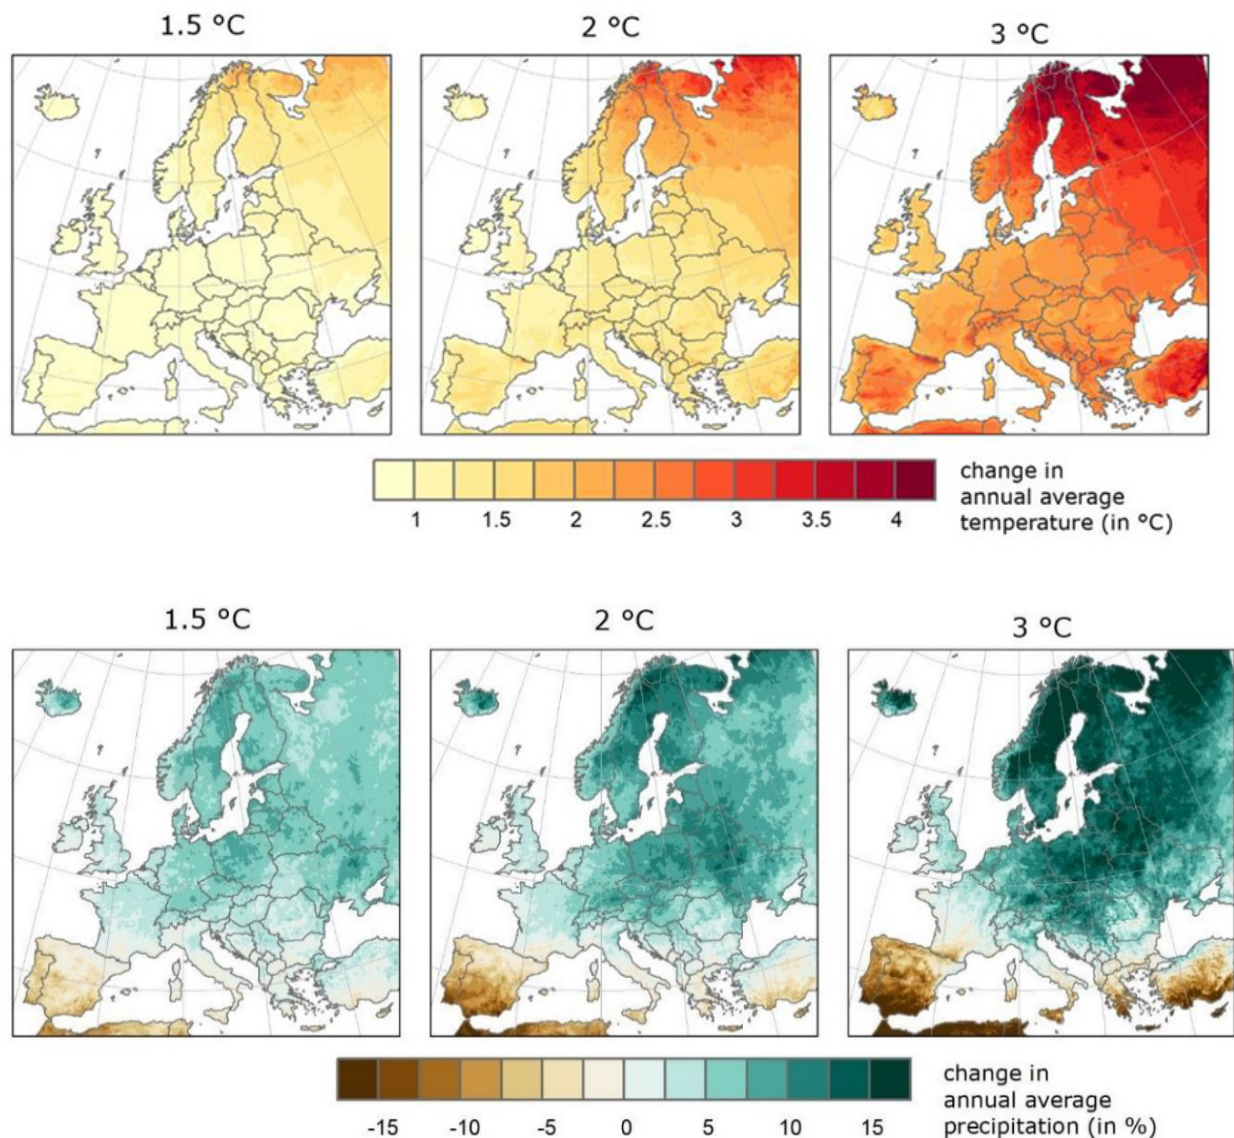 1.5 °C
2 °C
3 °C
1
1.5
2
2.5
3
3.5
4
change in
annual average
temperature (in °C)
1.5 °C
2 °C
3 °C
-15
-10
-5
0
5
10
15
change in
annual average
precipitation (in %)